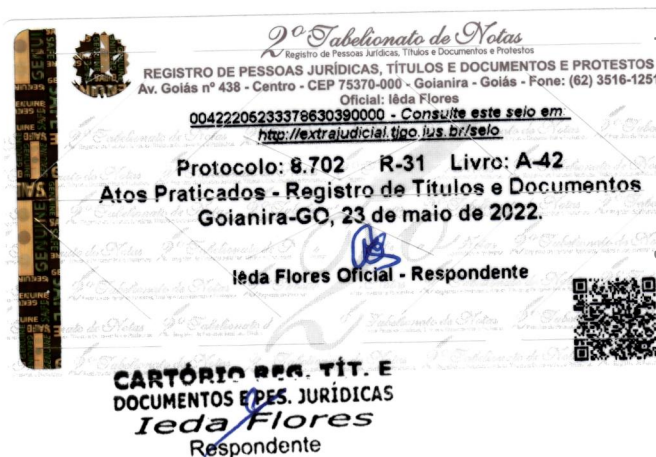 2º Tabelionato de Notas
Registro de Pessoas Jurídicas, Títulos e Documentos e Protestos
REGISTRO DE PESSOAS JURÍDICAS, TÍTULOS E DOCUMENTOS E PROTESTOS
Av. Goiás nº 438 - Centro - CEP 75370-000 - Goianira - Goiás - Fone: (62) 3516-1251
Oficial: Iêda Flores
00422205233378630390000 - Consulte este selo em:
http://extrajudicial.tjgo.jus.br/selo
Protocolo: 8.702 R-31 Livro: A-42
Atos Praticados - Registro de Títulos e Documentos
Goianira-GO, 23 de maio de 2022.
Iêda Flores Oficial - Respondente
CARTÓRIO REG. TÍT. E
DOCUMENTOS E PES. JURÍDICAS
Ieda Flores
Respondente